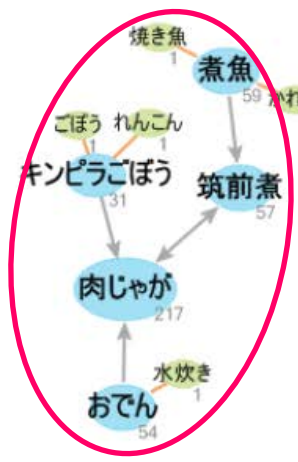 焼き魚
1
煮魚
59
かれ
ごぼう
1
れんこん
1
キンピラごぼう
31
筑前煮
57
肉じゃが
217
水炊き
1
おでん
54